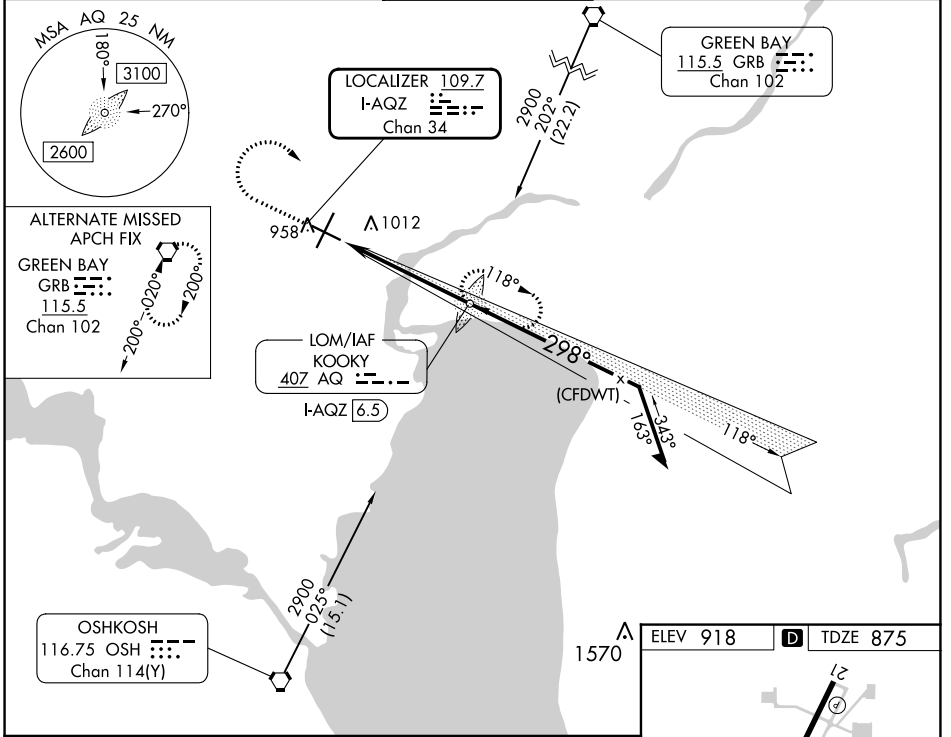 MSA AQ 25 NM
180°
3100
270°
2600
LOCALIZER 109.7
I-AQZ
Chan 34
GREEN BAY
115.5 GRB
Chan 102
2900
202°
(22.2)
ALTERNATE MISSED
APCH FIX
GREEN BAY
GRB
115.5
Chan 102
020°
200°
200°
958
1012
118°
LOM/IAF
KOOKY
407 AQ
I-AQZ 6.5
298°
(CFDWT)
343°
163°
118°
2900
025°
(15.1)
OSHKOSH
116.75 OSH
Chan 114(Y)
1570
ELEV 918 D TDZE 875
21
P